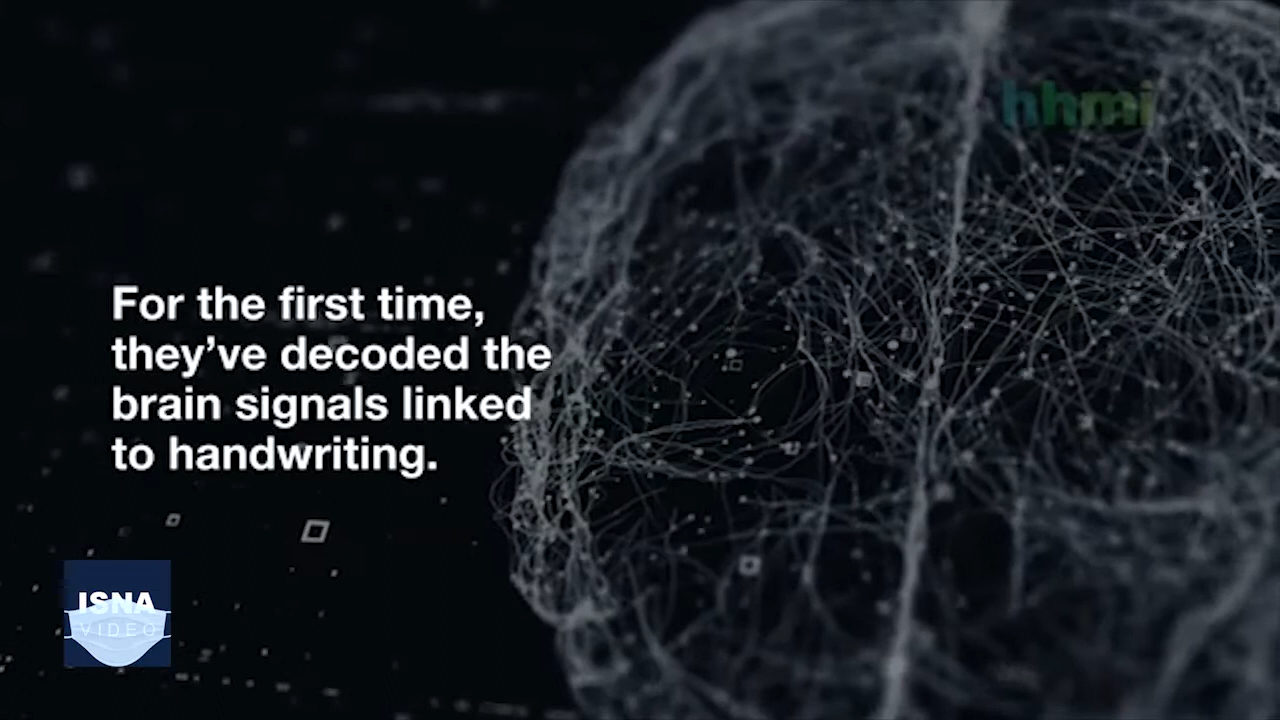 hhmi
For the first time,
they’ve decoded the
brain signals linked
to handwriting.
ISNA
VIDEO